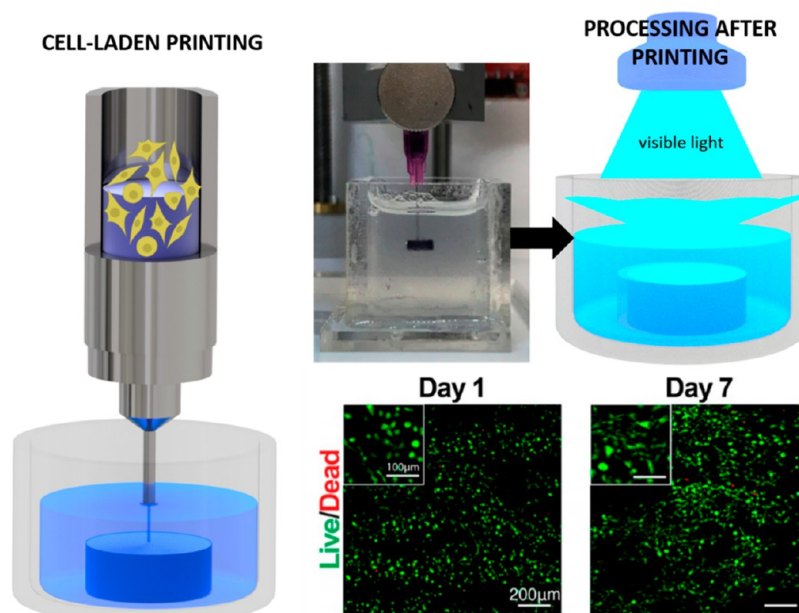 CELL-LADEN PRINTING
PROCESSING AFTER
PRINTING
visible light
Day 1
Day 7
Live/Dead
100μm
200μm